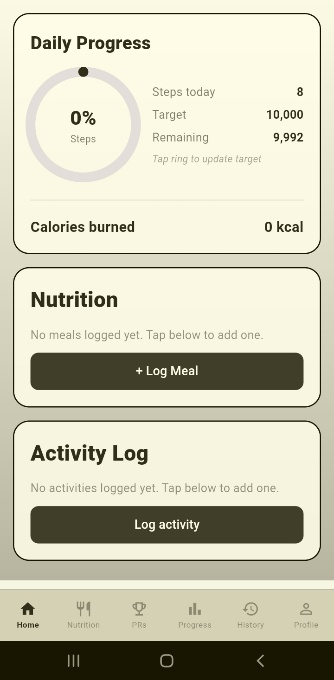 Daily Progress
0%
Steps
Steps today 8
Target 10,000
Remaining 9,992
Tap ring to update target
Calories burned 0 kcal
Nutrition
No meals logged yet. Tap below to add one.
+ Log Meal
Activity Log
No activities logged yet. Tap below to add one.
Log activity
Home Nutrition PRs Progress History Profile